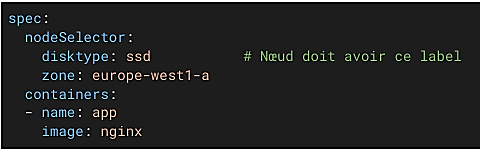 spec:
  nodeSelector:
    disktype: ssd          # Nœud doit avoir ce label
    zone: europe-west1-a
  containers:
  - name: app
    image: nginx